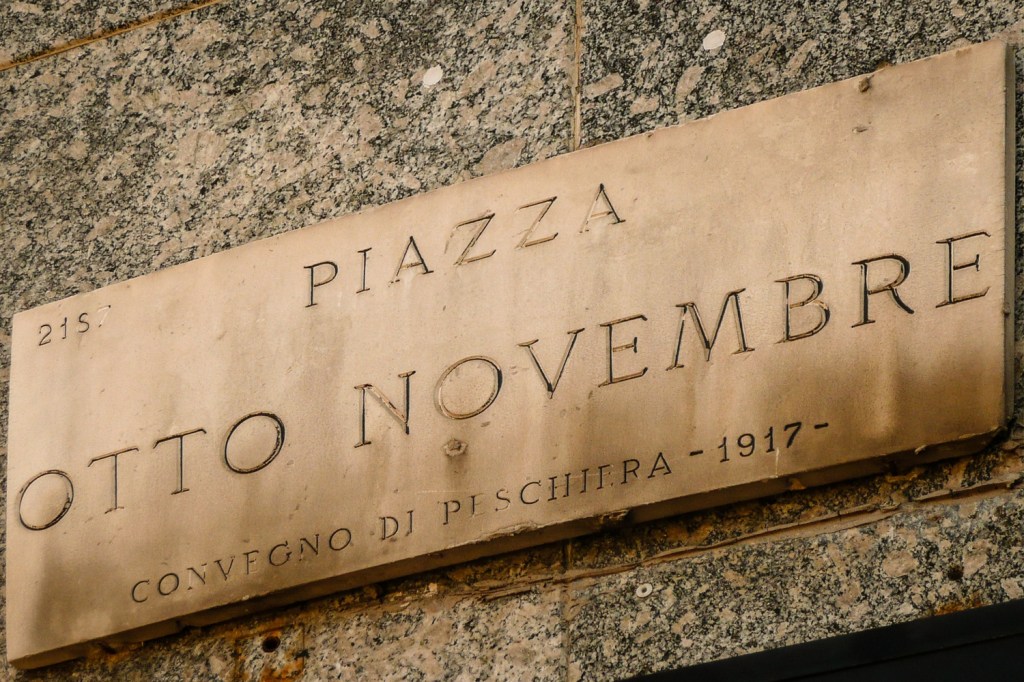 2157
PIAZZA
OTTO NOVEMBRE
CONVEGNO DI PESCHIERA - 1917 -